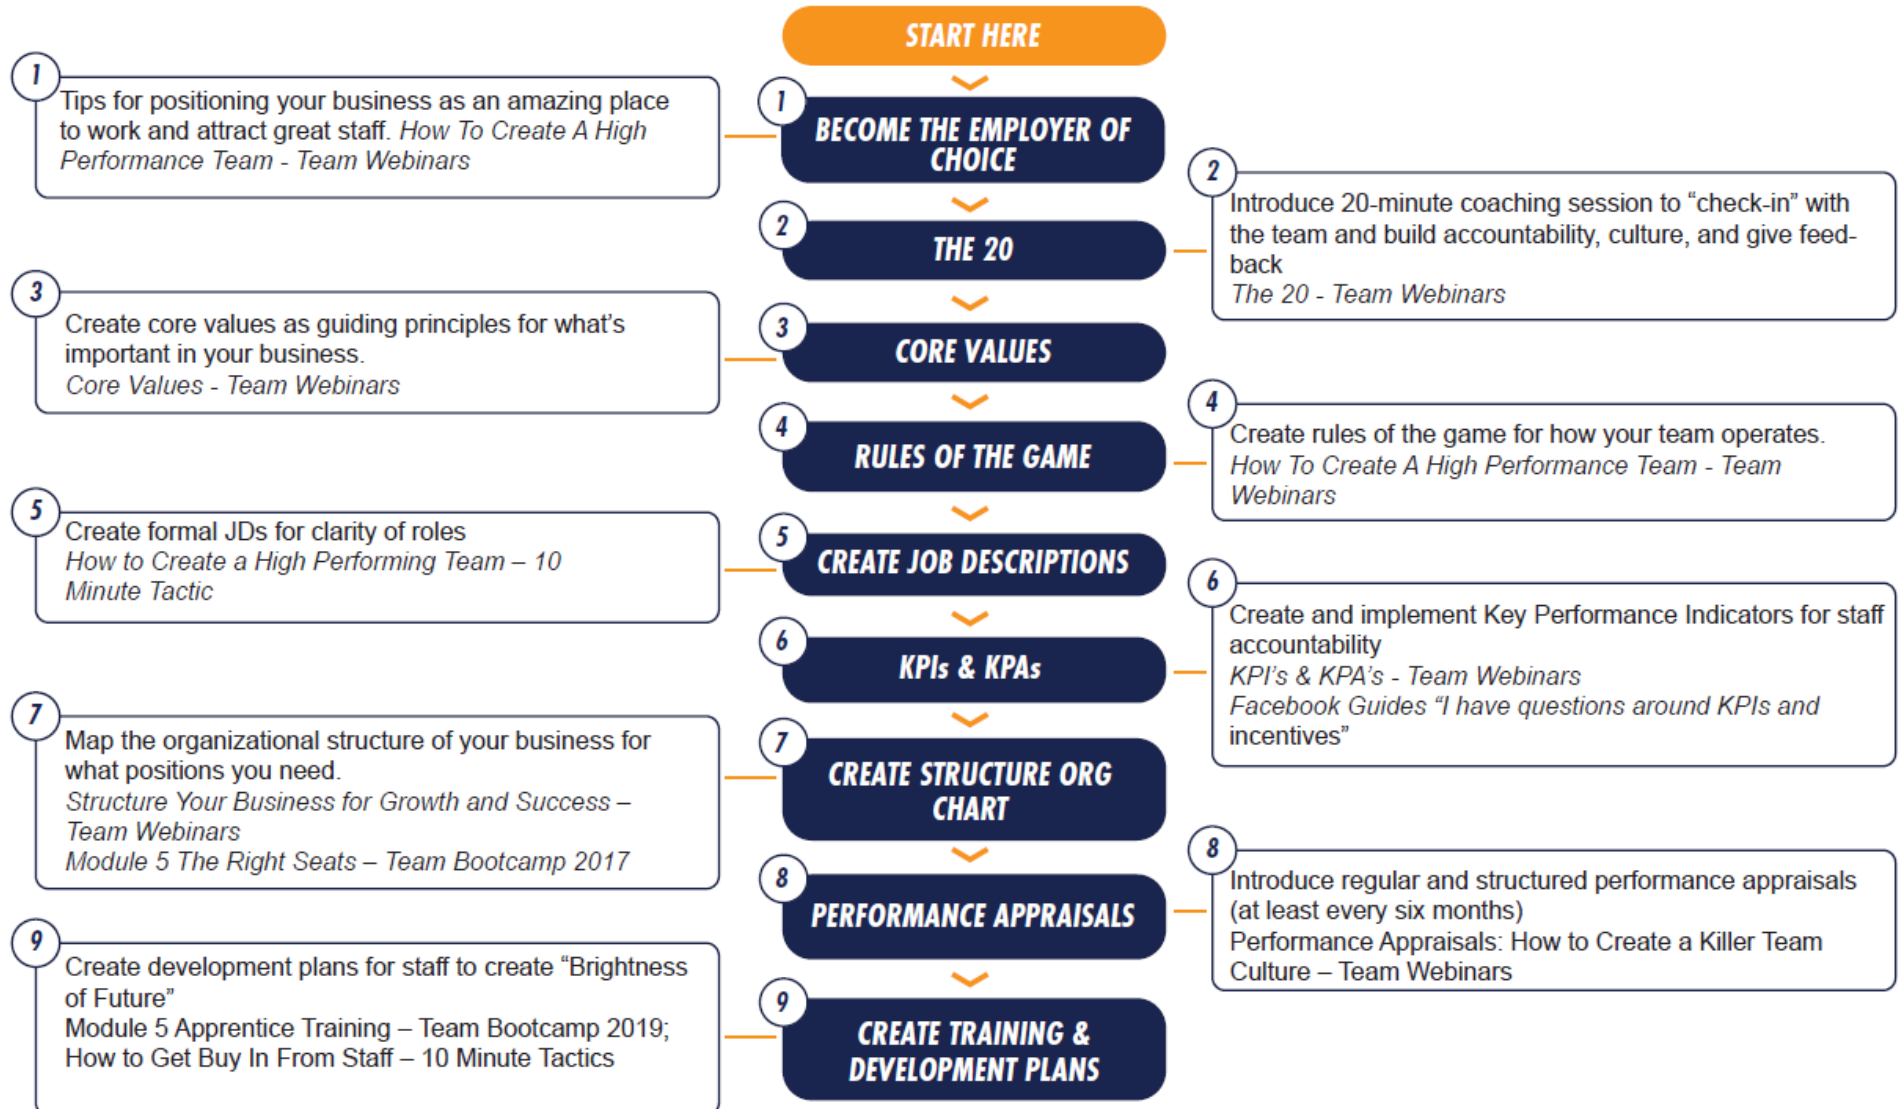 START HERE
1
BECOME THE EMPLOYER OF
CHOICE
1
Tips for positioning your business as an amazing place
to work and attract great staff. How To Create A High
Performance Team - Team Webinars
2
THE 20
2
Introduce 20-minute coaching session to “check-in” with
the team and build accountability, culture, and give feed-
back
The 20 - Team Webinars
3
CORE VALUES
3
Create core values as guiding principles for what’s
important in your business.
Core Values - Team Webinars
4
RULES OF THE GAME
4
Create rules of the game for how your team operates.
How To Create A High Performance Team - Team
Webinars
5
CREATE JOB DESCRIPTIONS
5
Create formal JDs for clarity of roles
How to Create a High Performing Team – 10
Minute Tactic
6
KPIs & KPAs
6
Create and implement Key Performance Indicators for staff
accountability
KPI’s & KPA’s - Team Webinars
Facebook Guides “I have questions around KPIs and
incentives”
7
CREATE STRUCTURE ORG
CHART
7
Map the organizational structure of your business for
what positions you need.
Structure Your Business for Growth and Success –
Team Webinars
Module 5 The Right Seats – Team Bootcamp 2017
8
PERFORMANCE APPRAISALS
8
Introduce regular and structured performance appraisals
(at least every six months)
Performance Appraisals: How to Create a Killer Team
Culture – Team Webinars
9
CREATE TRAINING &
DEVELOPMENT PLANS
9
Create development plans for staff to create “Brightness
of Future”
Module 5 Apprentice Training – Team Bootcamp 2019;
How to Get Buy In From Staff – 10 Minute Tactics